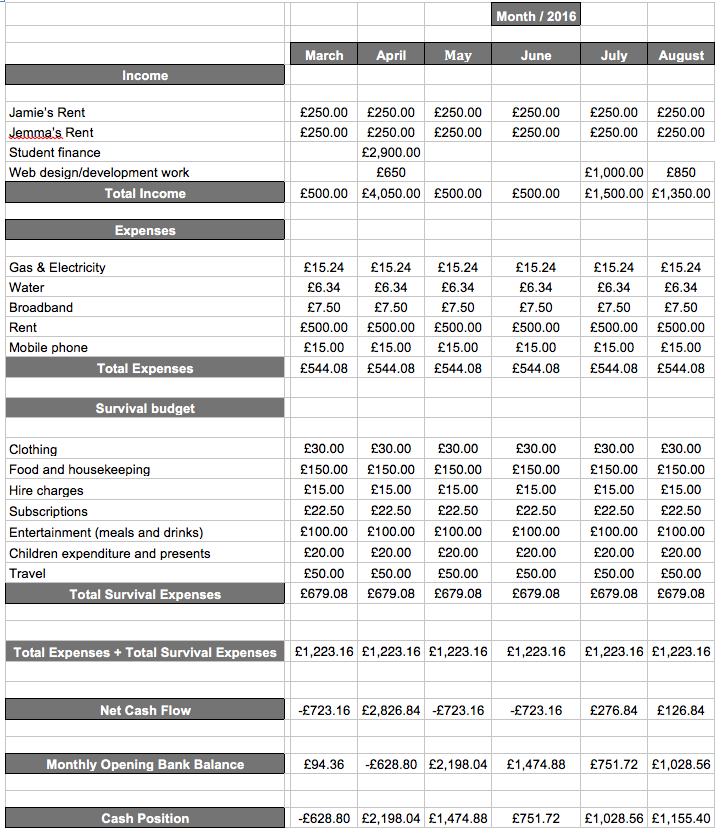 Month / 2016
March April May June July August
Income
Jamie's Rent £250.00 £250.00 £250.00 £250.00 £250.00 £250.00
Jemma's Rent £250.00 £250.00 £250.00 £250.00 £250.00 £250.00
Student finance £2,900.00
Web design/development work £650 £1,000.00 £850
Total Income £500.00 £4,050.00 £500.00 £500.00 £1,500.00 £1,350.00
Expenses
Gas & Electricity £15.24 £15.24 £15.24 £15.24 £15.24 £15.24
Water £6.34 £6.34 £6.34 £6.34 £6.34 £6.34
Broadband £7.50 £7.50 £7.50 £7.50 £7.50 £7.50
Rent £500.00 £500.00 £500.00 £500.00 £500.00 £500.00
Mobile phone £15.00 £15.00 £15.00 £15.00 £15.00 £15.00
Total Expenses £544.08 £544.08 £544.08 £544.08 £544.08 £544.08
Survival budget
Clothing £30.00 £30.00 £30.00 £30.00 £30.00 £30.00
Food and housekeeping £150.00 £150.00 £150.00 £150.00 £150.00 £150.00
Hire charges £15.00 £15.00 £15.00 £15.00 £15.00 £15.00
Subscriptions £22.50 £22.50 £22.50 £22.50 £22.50 £22.50
Entertainment (meals and drinks) £100.00 £100.00 £100.00 £100.00 £100.00 £100.00
Children expenditure and presents £20.00 £20.00 £20.00 £20.00 £20.00 £20.00
Travel £50.00 £50.00 £50.00 £50.00 £50.00 £50.00
Total Survival Expenses £679.08 £679.08 £679.08 £679.08 £679.08 £679.08
Total Expenses + Total Survival Expenses £1,223.16 £1,223.16 £1,223.16 £1,223.16 £1,223.16 £1,223.16
Net Cash Flow -£723.16 £2,826.84 -£723.16 -£723.16 £276.84 £126.84
Monthly Opening Bank Balance £94.36 -£628.80 £2,198.04 £1,474.88 £751.72 £1,028.56
Cash Position -£628.80 £2,198.04 £1,474.88 £751.72 £1,028.56 £1,155.40